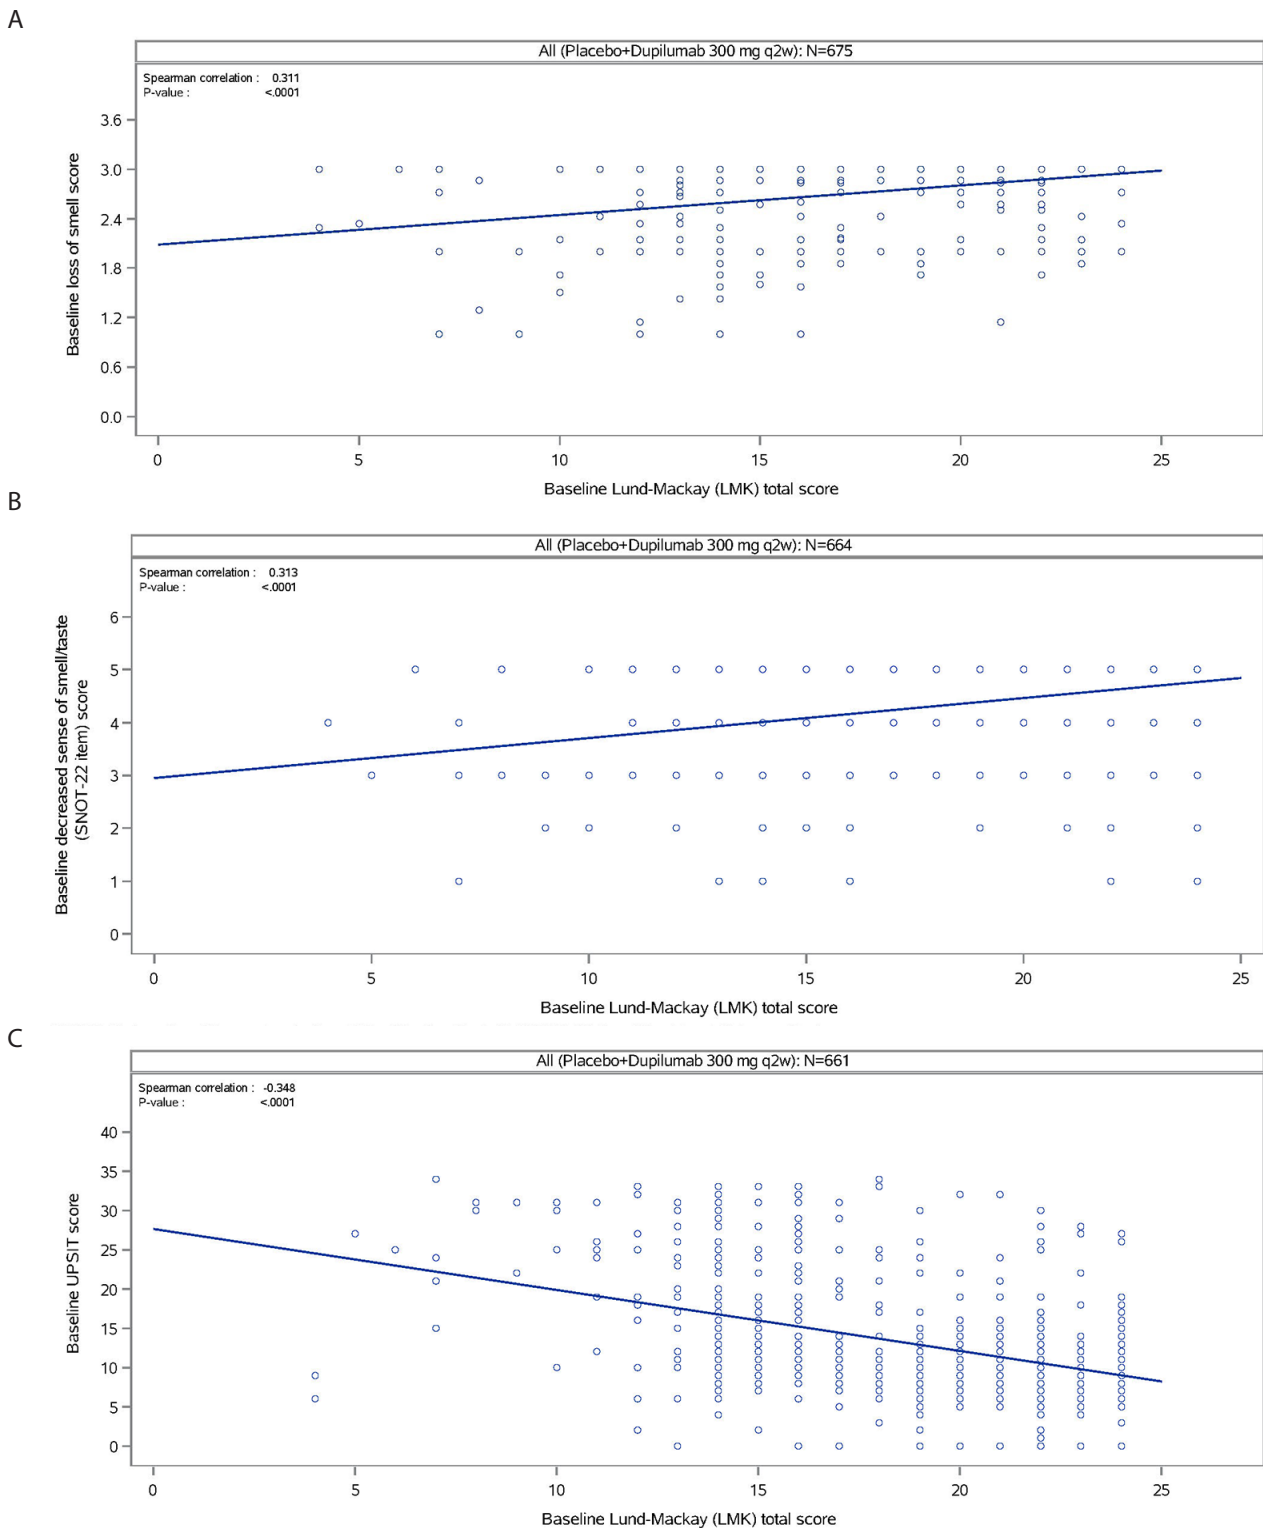 A
All (Placebo+Dupilumab 300 mg q2w): N=675
Spearman correlation : 0.311
P-value : <.0001
Baseline loss of smell score
3.6
3.0
2.4
1.8
1.2
0.6
0.0
0 5 10 15 20 25
Baseline Lund-Mackay (LMK) total score
B
All (Placebo+Dupilumab 300 mg q2w): N=664
Spearman correlation : 0.313
P-value : <.0001
Baseline decreased sense of smell/taste
(SNOT-22 item) score
6
5
4
3
2
1
0
0 5 10 15 20 25
Baseline Lund-Mackay (LMK) total score
C
All (Placebo+Dupilumab 300 mg q2w): N=661
Spearman correlation : -0.348
P-value : <.0001
Baseline UPSIT score
40
35
30
25
20
15
10
5
0
0 5 10 15 20 25
Baseline Lund-Mackay (LMK) total score